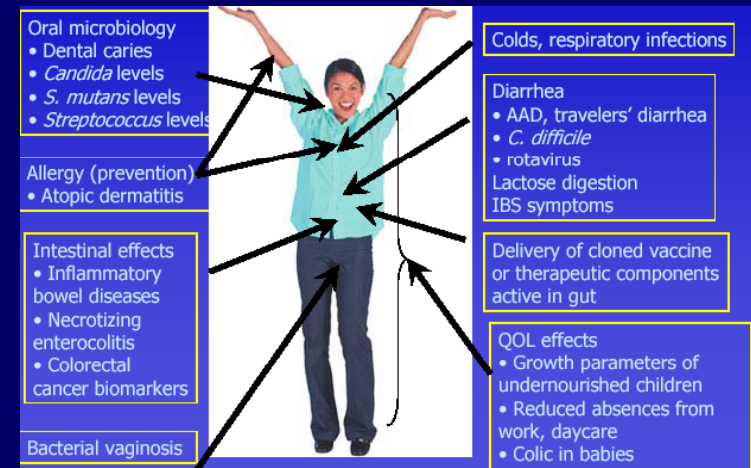 Oral microbiology
• Dental caries
• Candida levels
• S. mutans levels
• Streptococcus levels
Allergy (prevention)
• Atopic dermatitis
Intestinal effects
• Inflammatory
bowel diseases
• Necrotizing
enterocolitis
• Colorectal
cancer biomarkers
Bacterial vaginosis
Colds, respiratory infections
Diarrhea
• AAD, travelers’ diarrhea
• C. difficile
• rotavirus
Lactose digestion
IBS symptoms
Delivery of cloned vaccine
or therapeutic components
active in gut
QOL effects
• Growth parameters of
undernourished children
• Reduced absences from
work, daycare
• Colic in babies